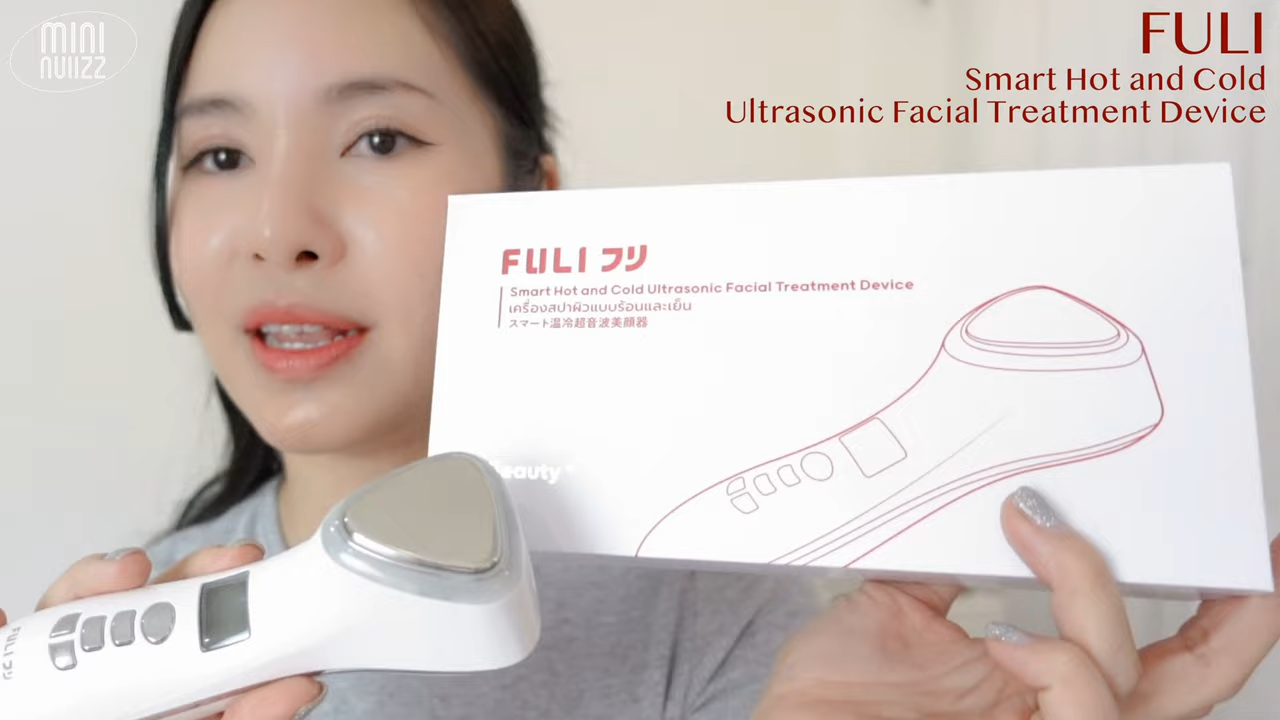 MINI
NUIIZZ
FULI
Smart Hot and Cold
Ultrasonic Facial Treatment Device
FULI フリ
Smart Hot and Cold Ultrasonic Facial Treatment Device
เครื่องสปาผิวแบบร้อนและเย็น
スマート温冷超音波美顔器
FULI フリ